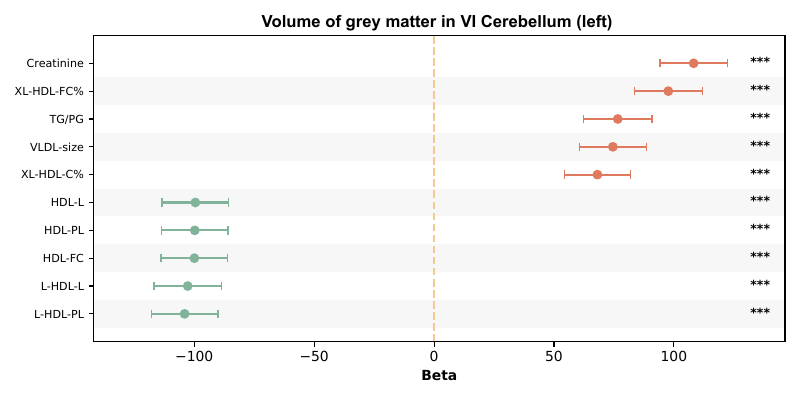 Volume of grey matter in VI Cerebellum (left)
Creatinine ***
XL-HDL-FC% ***
TG/PG ***
VLDL-size ***
XL-HDL-C% ***
HDL-L ***
HDL-PL ***
HDL-FC ***
L-HDL-L ***
L-HDL-PL ***
−100 −50 0 50 100
Beta